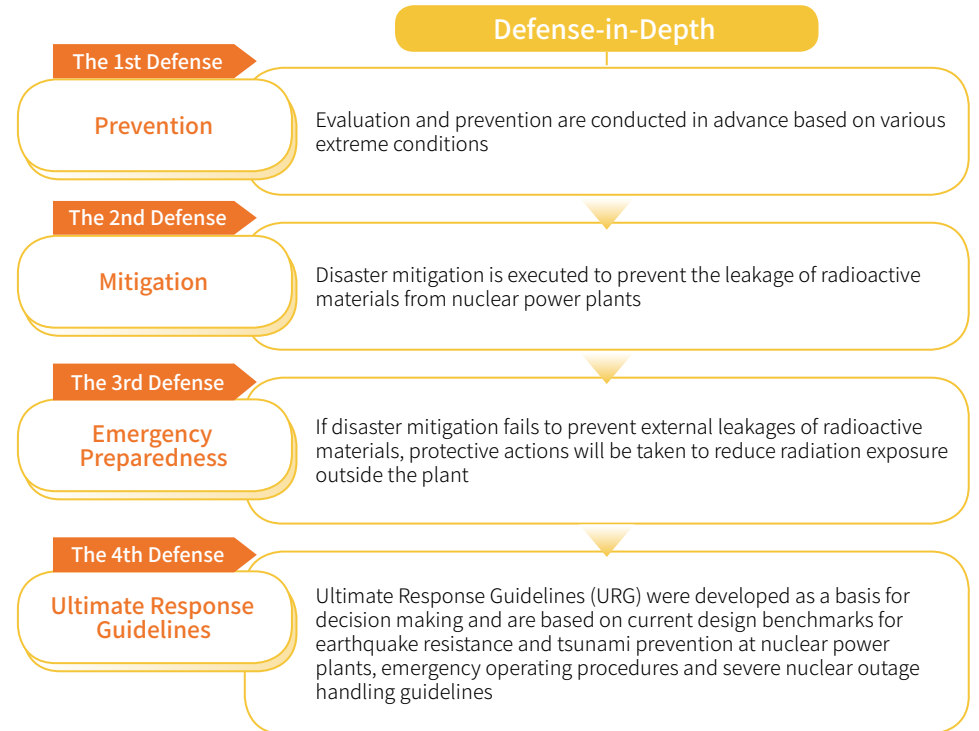 Defense-in-Depth
The 1st Defense
Prevention
Evaluation and prevention are conducted in advance based on various
extreme conditions
The 2nd Defense
Mitigation
Disaster mitigation is executed to prevent the leakage of radioactive
materials from nuclear power plants
The 3rd Defense
Emergency
Preparedness
If disaster mitigation fails to prevent external leakages of radioactive
materials, protective actions will be taken to reduce radiation exposure
outside the plant
The 4th Defense
Ultimate Response
Guidelines
Ultimate Response Guidelines (URG) were developed as a basis for
decision making and are based on current design benchmarks for
earthquake resistance and tsunami prevention at nuclear power
plants, emergency operating procedures and severe nuclear outage
handling guidelines